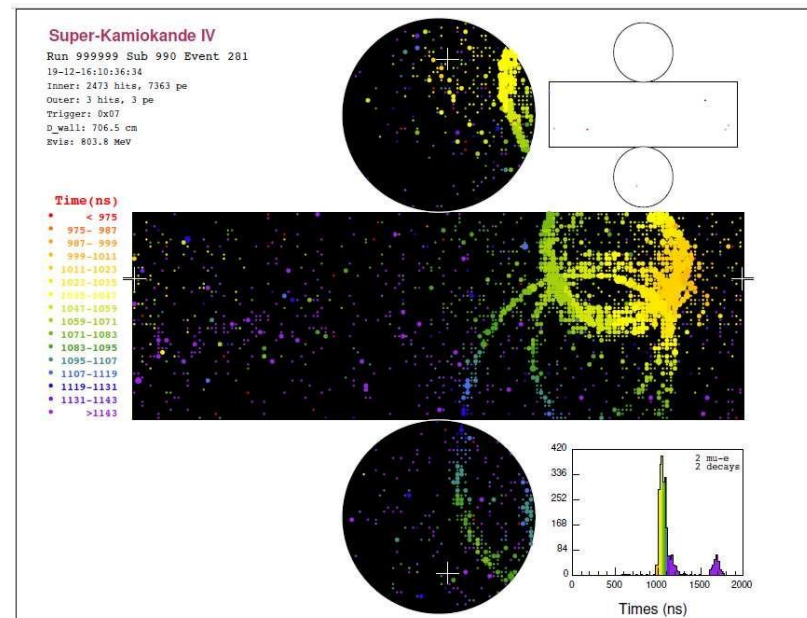 Super-Kamiokande IV
Run 999999 Sub 990 Event 281
19-12-16:10:36:34
Inner: 2473 hits, 7363 pe
Outer: 3 hits, 3 pe
Trigger: 0x07
D_wall: 706.5 cm
Evis: 803.8 MeV
Time(ns)
< 975
975- 987
987- 999
999-1011
1011-1023
1023-1035
1035-1047
1047-1059
1059-1071
1071-1083
1083-1095
1095-1107
1107-1119
1119-1131
1131-1143
>1143
420
336
252
168
84
0
2 mu-e
2 decays
0 500 1000 1500 2000
Times (ns)